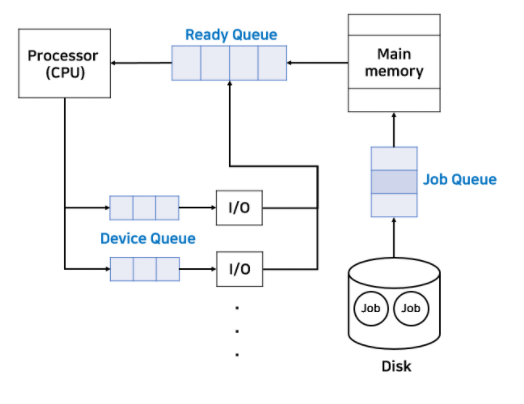 Ready Queue
Processor
(CPU)
Main
memory
Job Queue
I/O
Device Queue
I/O
Job
Job
Disk